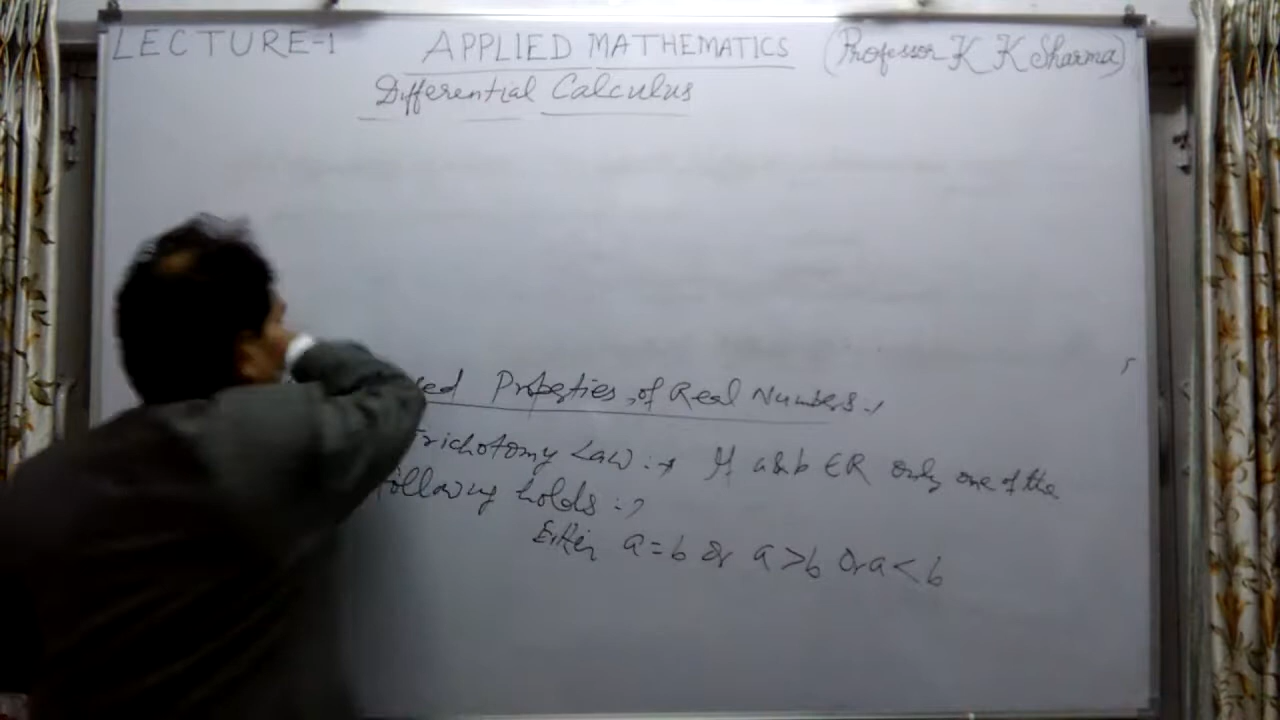 LECTURE-1 APPLIED MATHEMATICS (Professor K K Sharma)
Differential Calculus
Properties of Real Numbers :→
Trichotomy Law :→ If a & b ∈ R only one of the
following holds :→
Either a = b or a > b Or a < b